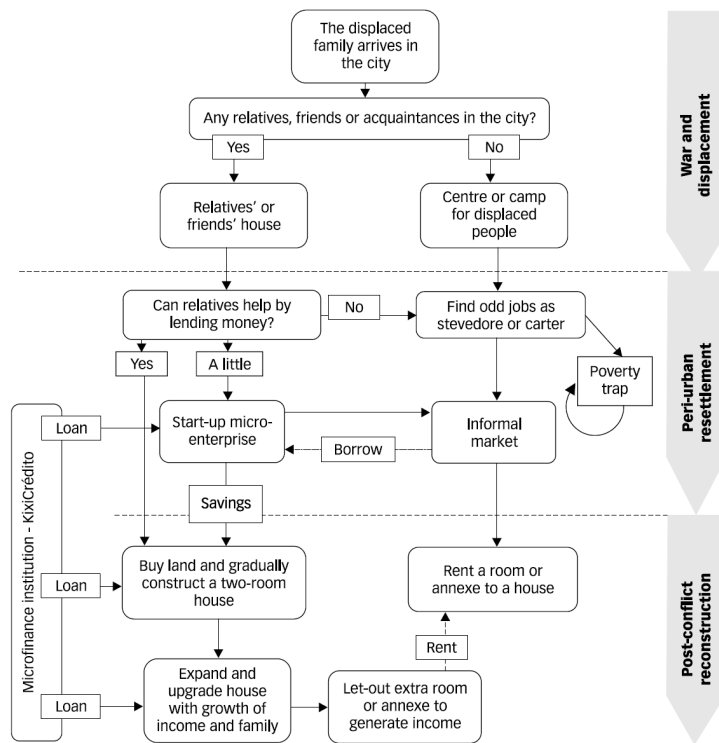 The displaced
family arrives in
the city
Any relatives, friends or acquaintances in the city?
Yes
No
Relatives’ or
friends’ house
Centre or camp
for displaced
people
War and
displacement
Can relatives help by
lending money?
No
Find odd jobs as
stevedore or carter
Yes
A little
Poverty
trap
Loan
Start-up micro-
enterprise
Informal
market
Borrow
Savings
Peri-urban
resettlement
Microfinance institution - KixiCrédito
Loan
Buy land and gradually
construct a two-room
house
Rent a room or
annexe to a house
Rent
Loan
Expand and
upgrade house
with growth of
income and family
Let-out extra room
or annexe to
generate income
Post-conflict
reconstruction